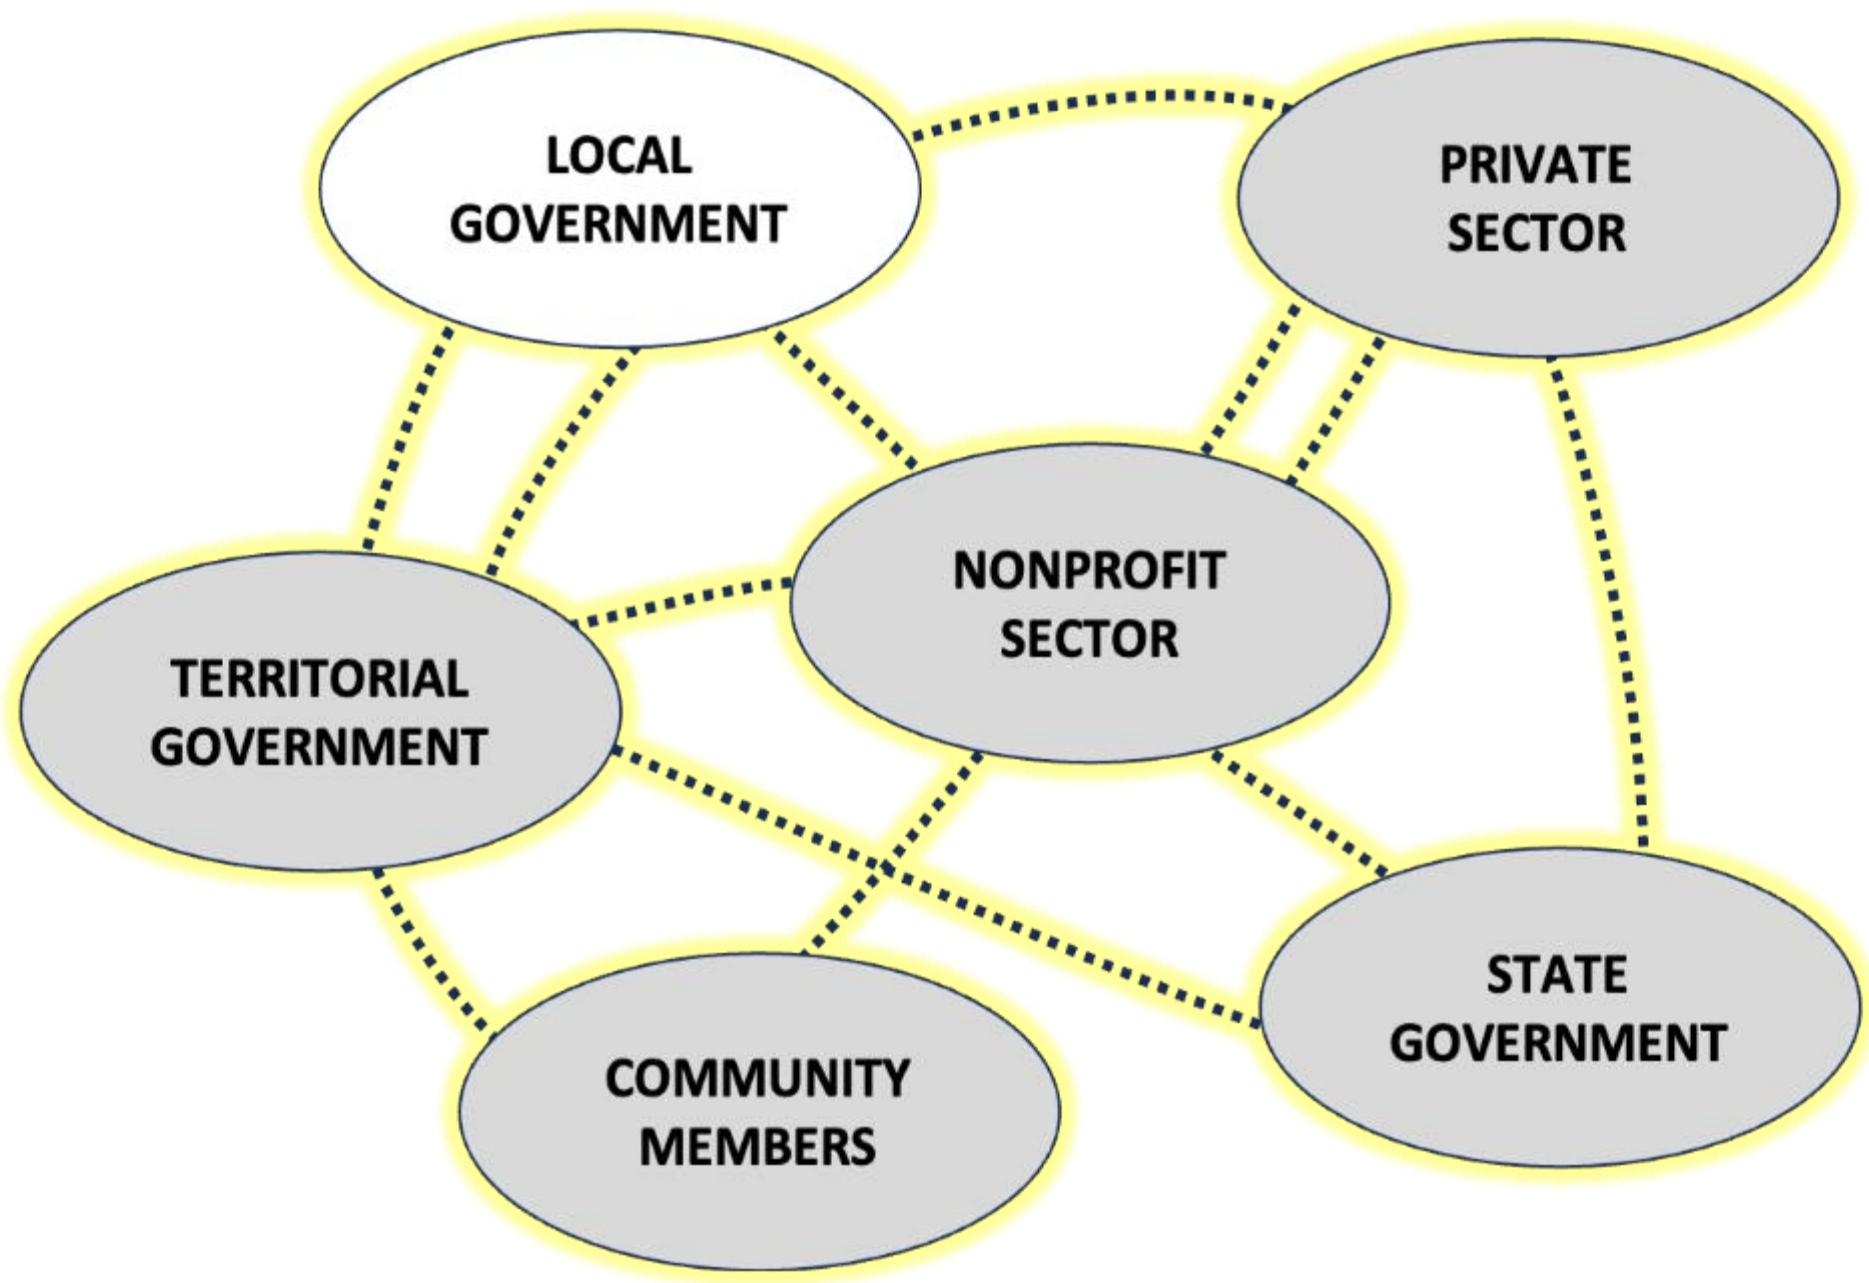 LOCAL
GOVERNMENT
PRIVATE
SECTOR
NONPROFIT
SECTOR
TERRITORIAL
GOVERNMENT
STATE
GOVERNMENT
COMMUNITY
MEMBERS